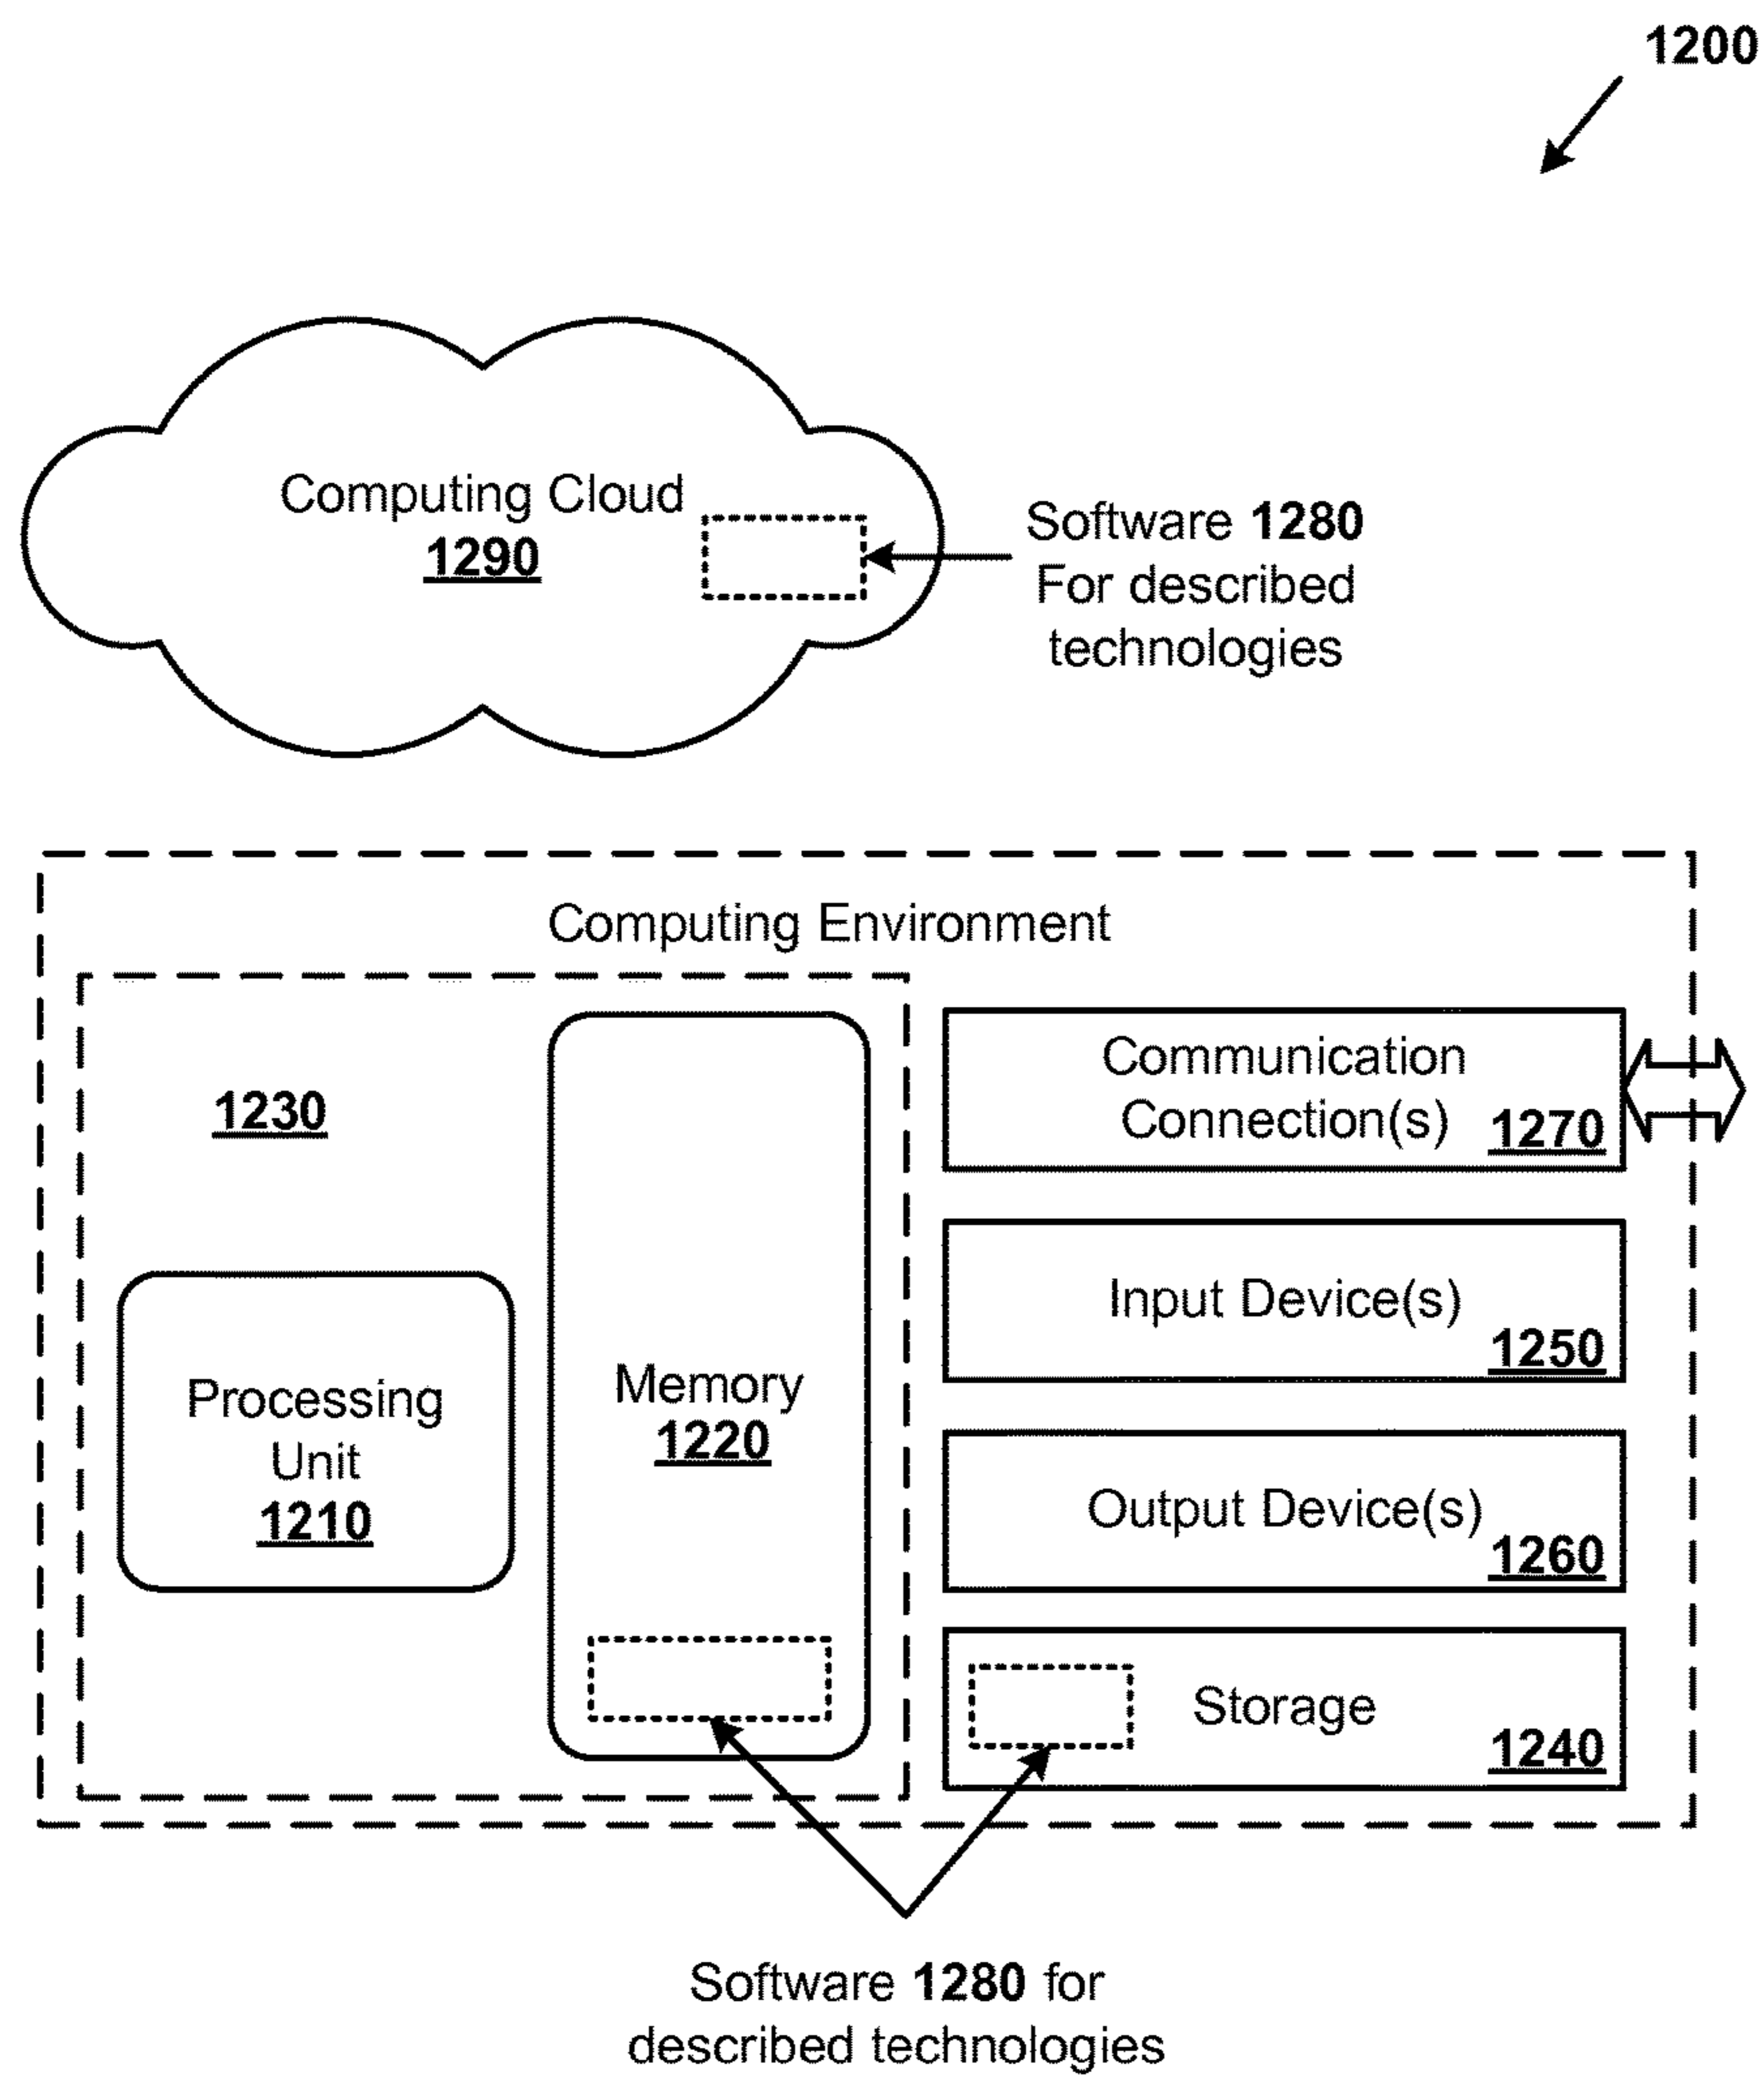 1200
Computing Cloud
1290
Software 1280
For described
technologies
Computing Environment
1230
Processing
Unit
1210
Memory
1220
Communication
Connection(s)
1270
Input Device(s)
1250
Output Device(s)
1260
Storage
1240
Software 1280 for
described technologies